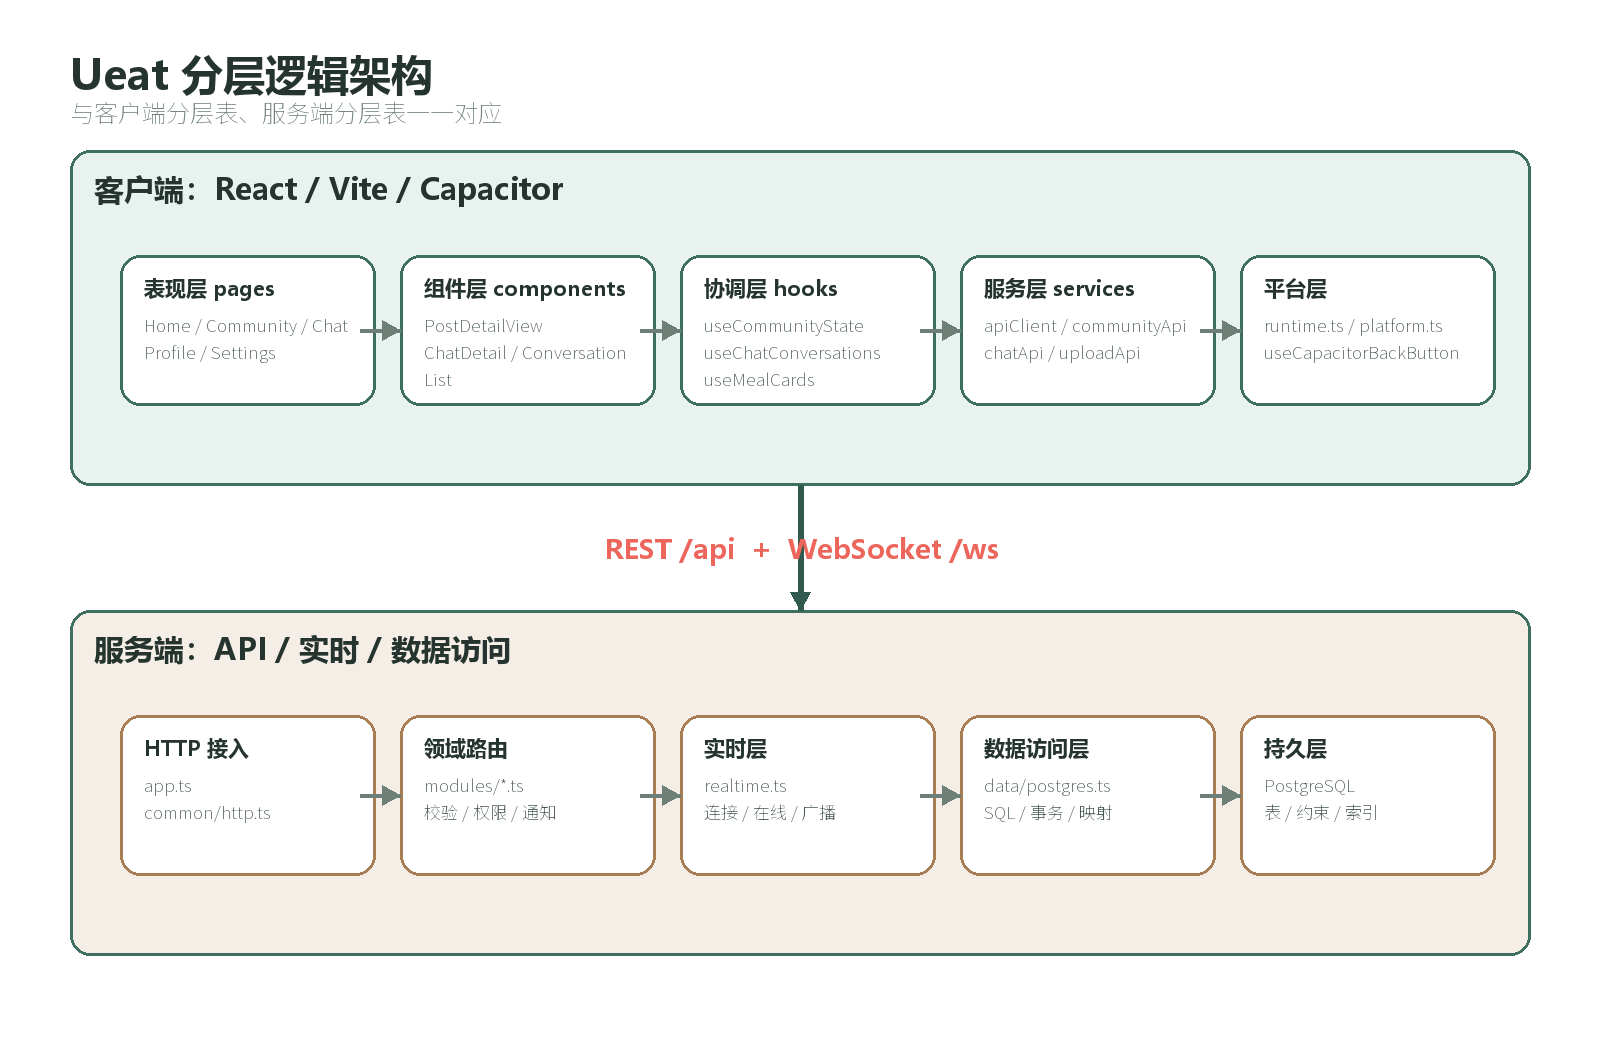 Ueat 分层逻辑架构
与客户端分层表、服务端分层表一一对应
客户端：React / Vite / Capacitor
表现层 pages
Home / Community / Chat
Profile / Settings
组件层 components
PostDetailView
ChatDetail / Conversation
List
协调层 hooks
useCommunityState
useChatConversations
useMealCards
服务层 services
apiClient / communityApi
chatApi / uploadApi
平台层
runtime.ts / platform.ts
useCapacitorBackButton
REST /api + WebSocket /ws
服务端：API / 实时 / 数据访问
HTTP 接入
app.ts
common/http.ts
领域路由
modules/*.ts
校验 / 权限 / 通知
实时层
realtime.ts
连接 / 在线 / 广播
数据访问层
data/postgres.ts
SQL / 事务 / 映射
持久层
PostgreSQL
表 / 约束 / 索引